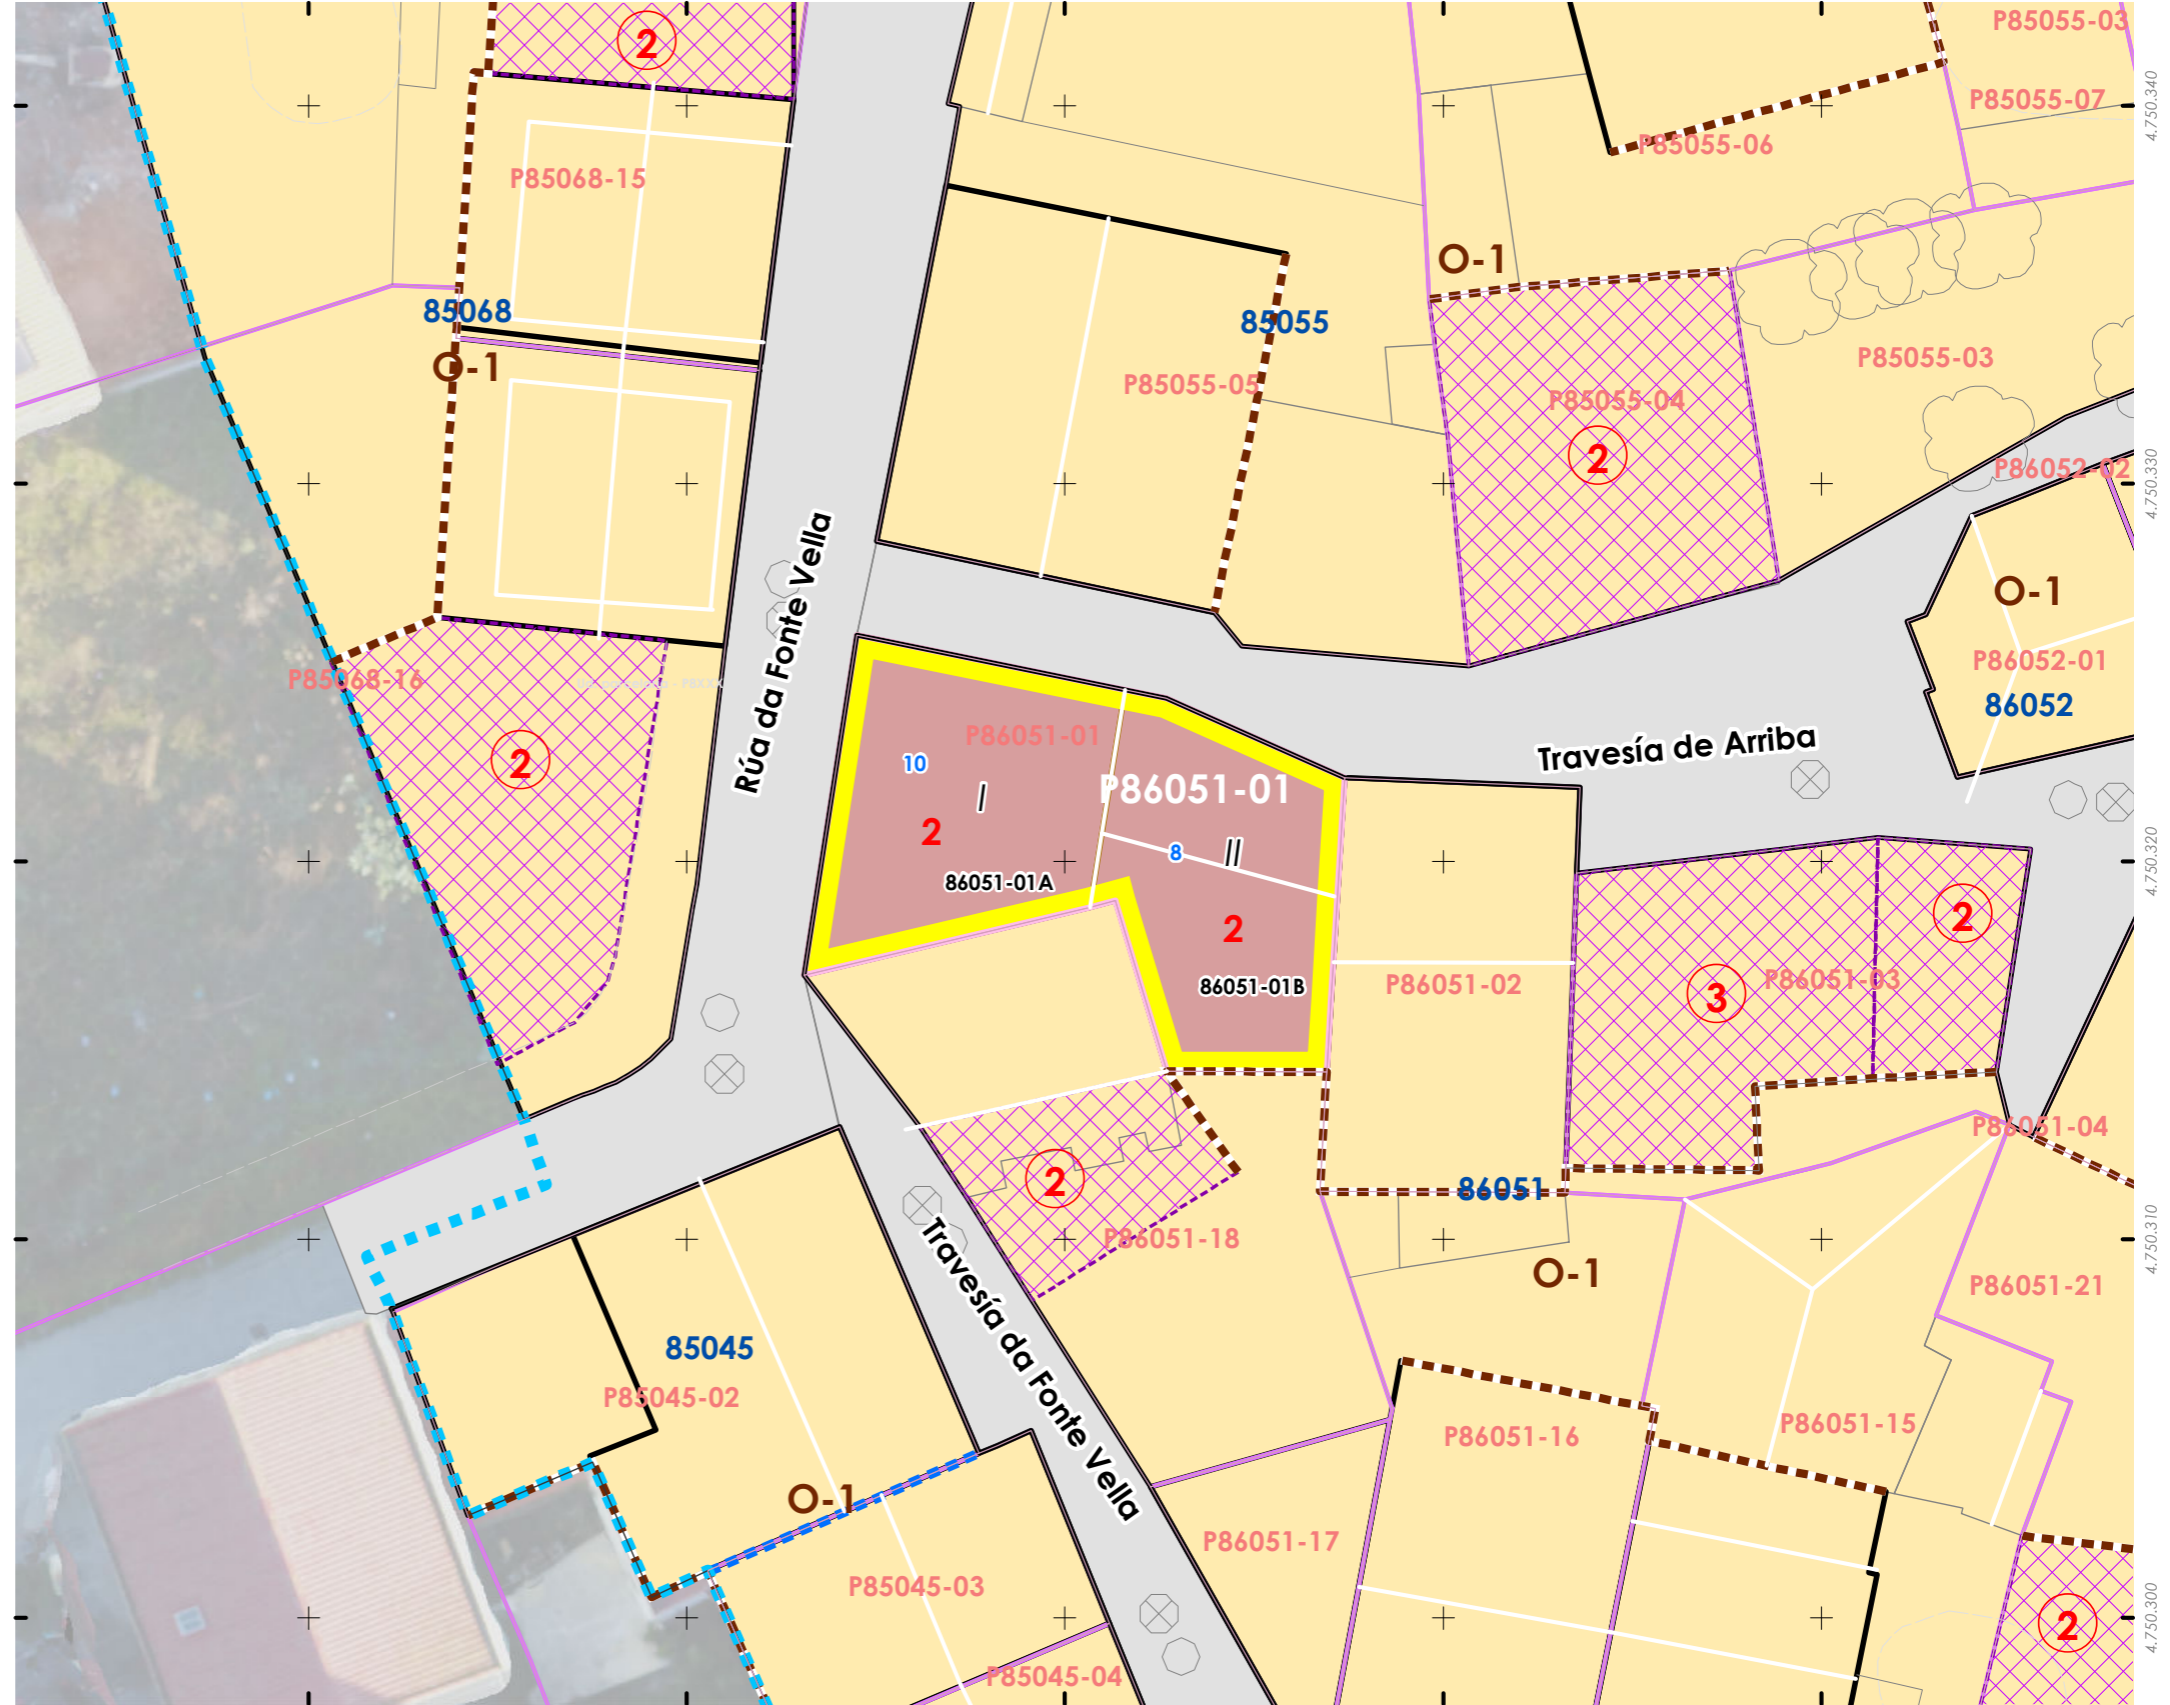 2
P85055-03
4.750.340
P85055-07
P85055-06
P85068-15
O-1
85068
85055
O-1
P85055-05
P85055-03
P85055-04
2
P86052-02
4.750.330
O-1
P86052-01
86052
P85068-16
2
Rúa da Fonte Vella
Travesía de Arriba
P86051-01
10
I
P86051-01
2
8
II
86051-01A
4.750.320
2
86051-01B
P86051-02
2
3
P86051-03
P86051-04
2
86051
P86051-18
4.750.310
O-1
P86051-21
Travesía da Fonte Vella
85045
P85045-02
P86051-16
P86051-15
O-1
P86051-17
P85045-03
2
4.750.300
P85045-04